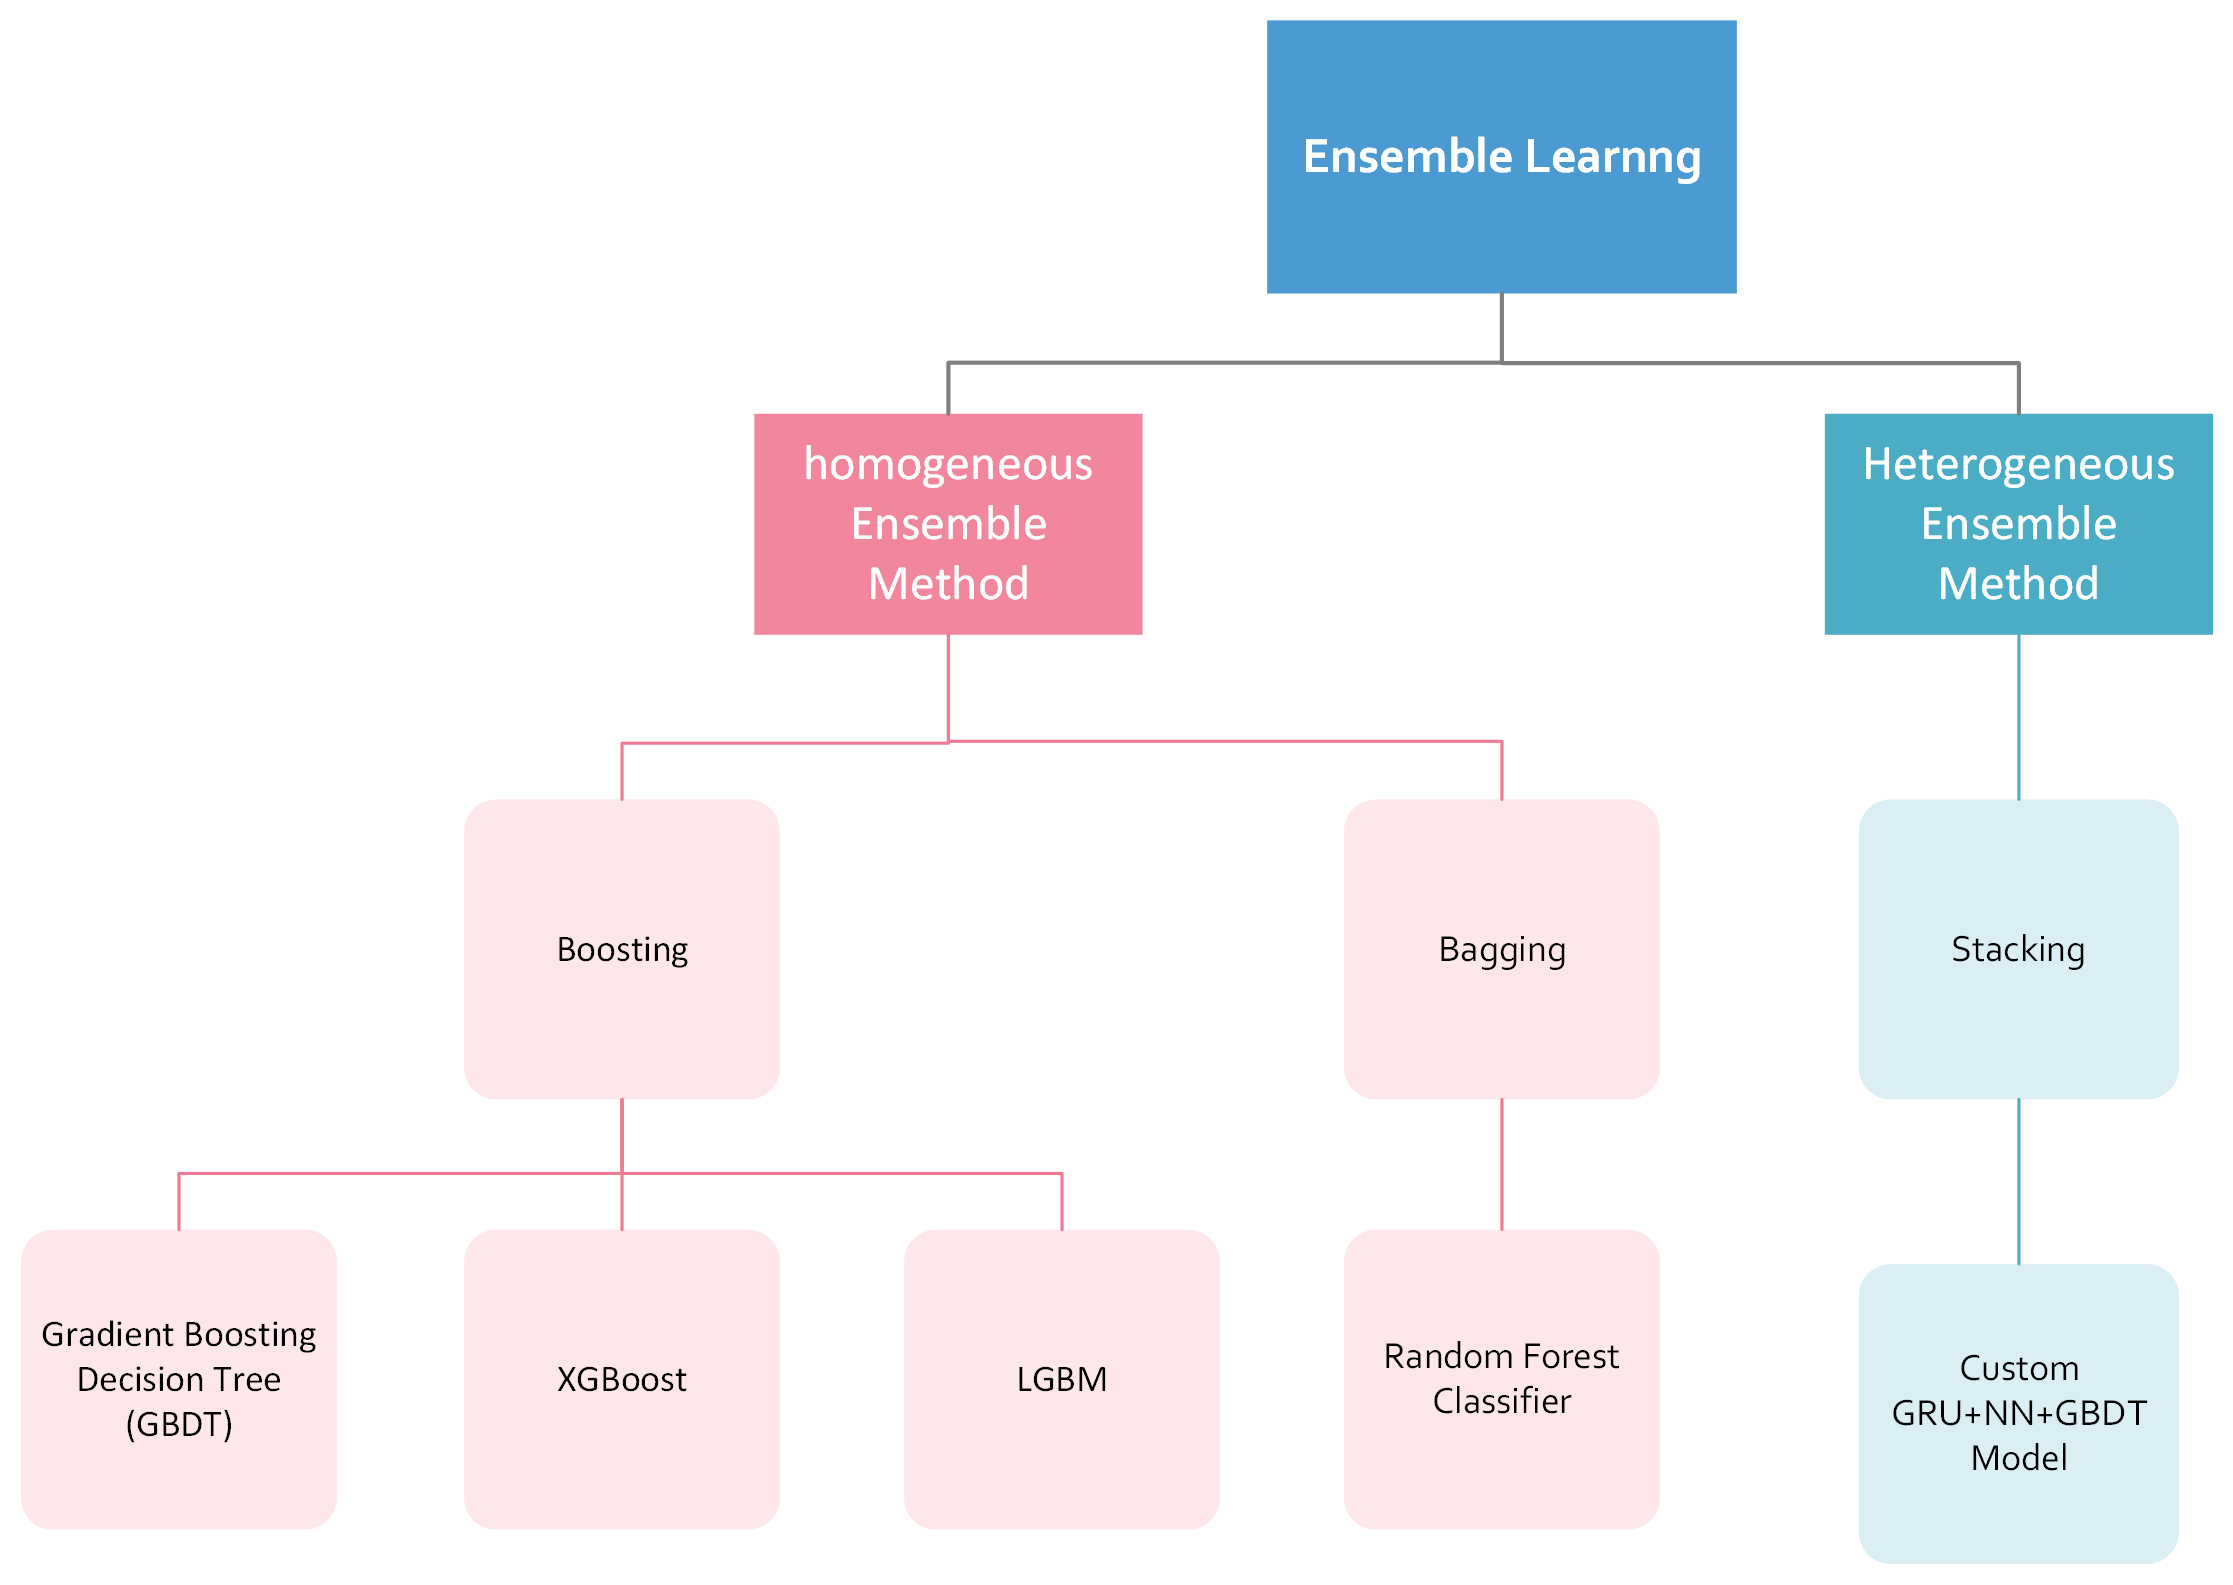 Ensemble Learnng
homogeneous
Ensemble
Method
Heterogeneous
Ensemble
Method
Boosting
Bagging
Stacking
Gradient Boosting
Decision Tree
(GBDT)
XGBoost
LGBM
Random Forest
Classifier
Custom
GRU+NN+GBDT
Model